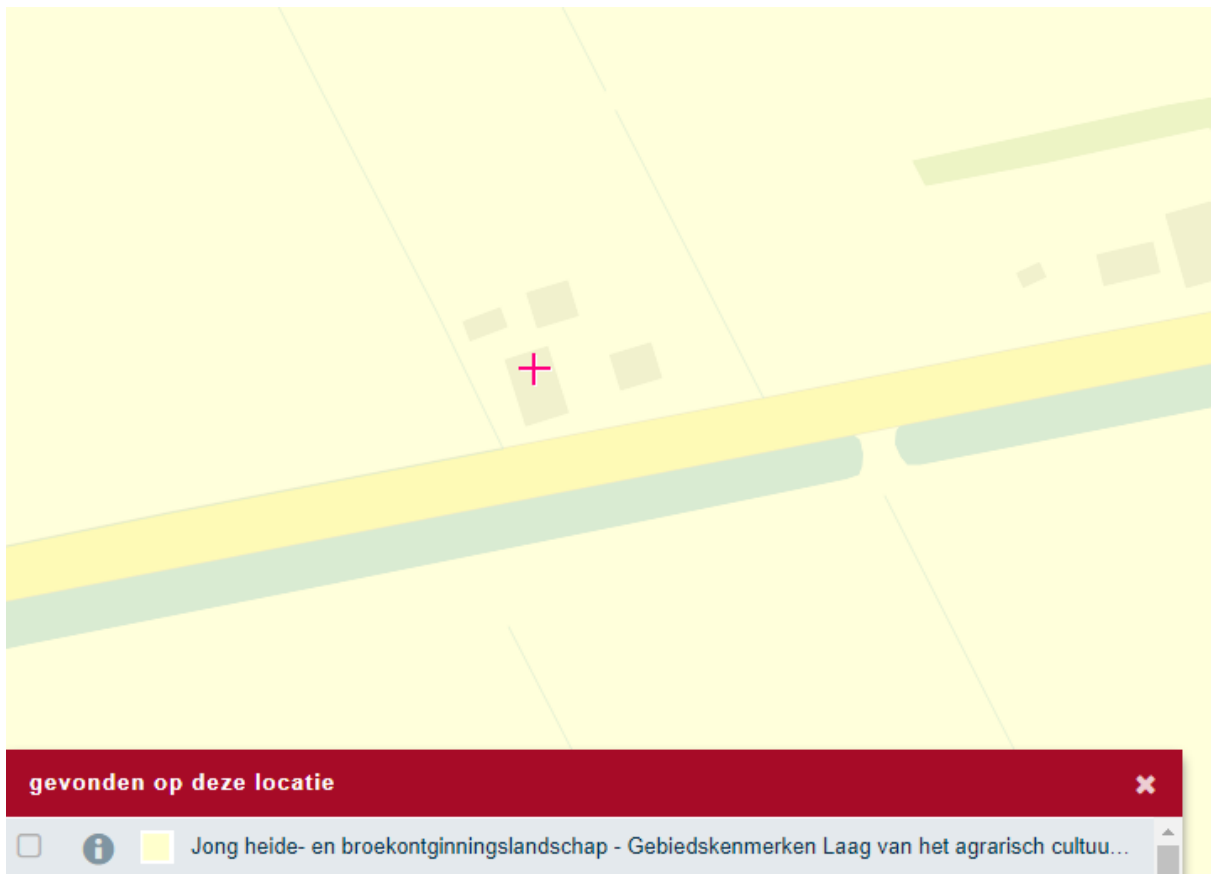 gevonden op deze locatie
Jong heide- en broekontginningslandschap - Gebiedskenmerken Laag van het agrarisch cultuu...